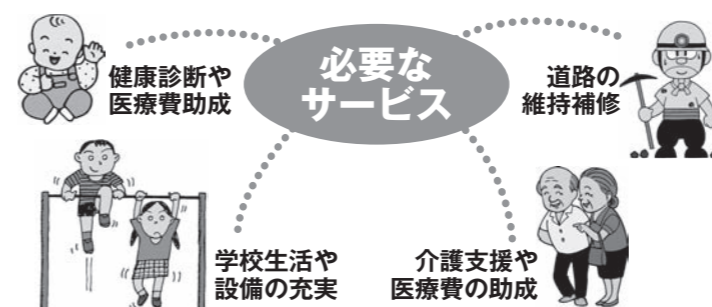 必要な
サービス
健康診断や
医療費助成
道路の
維持補修
学校生活や
設備の充実
介護支援や
医療費の助成